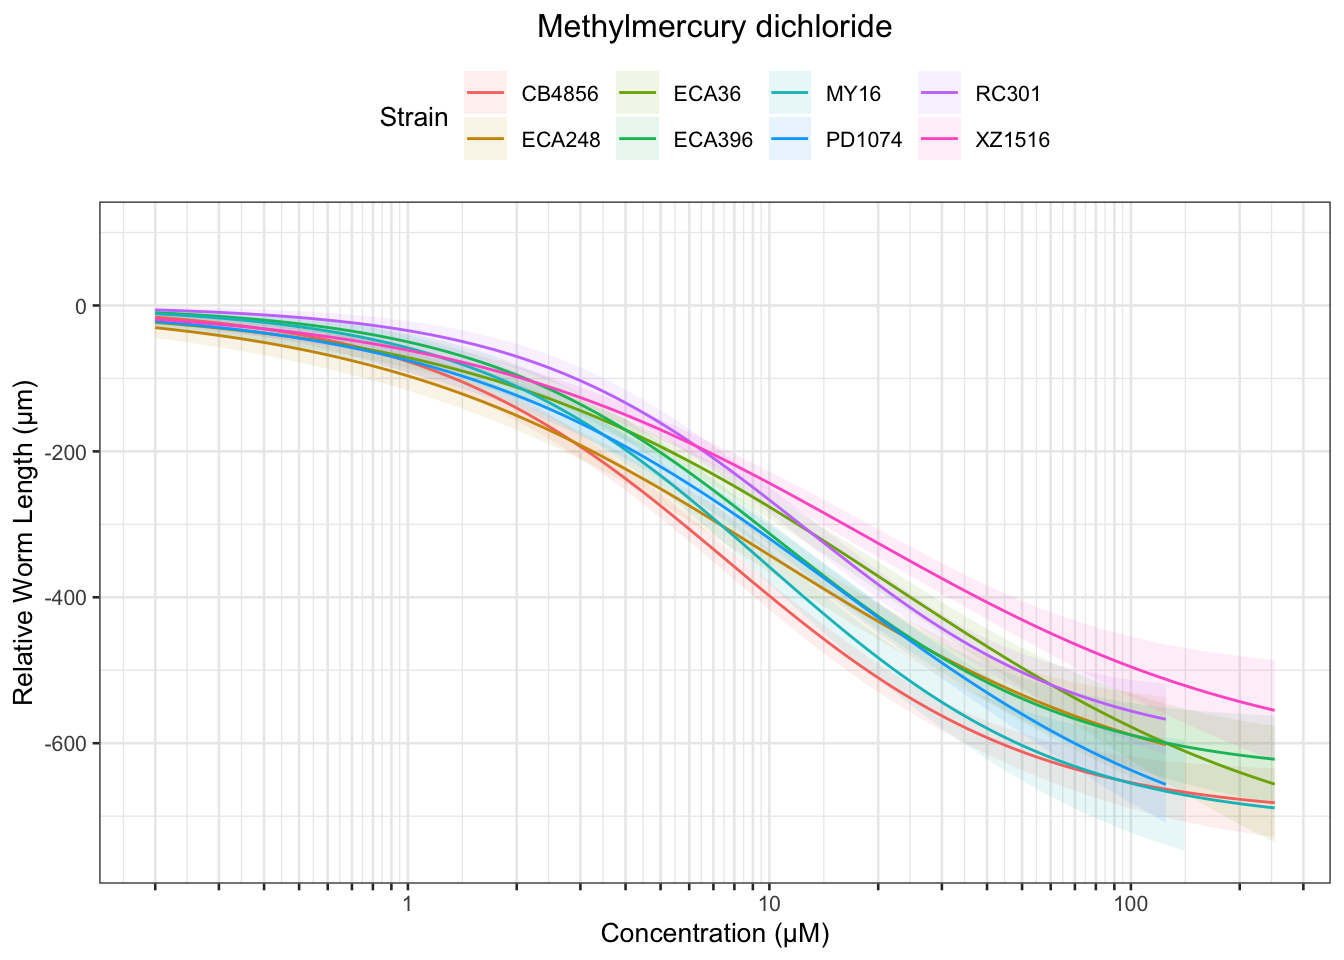 Methylmercury dichloride
Strain
CB4856 ECA36 MY16 RC301
ECA248 ECA396 PD1074 XZ1516
Relative Worm Length (µm)
0
-200
-400
-600
1 10 100
Concentration (µM)